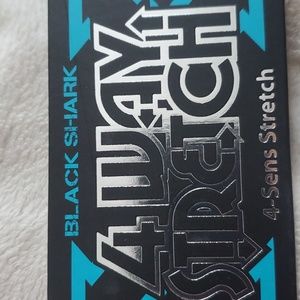 BLACK SHARK
4 WAY
STRETCH
4-Sens Stretch